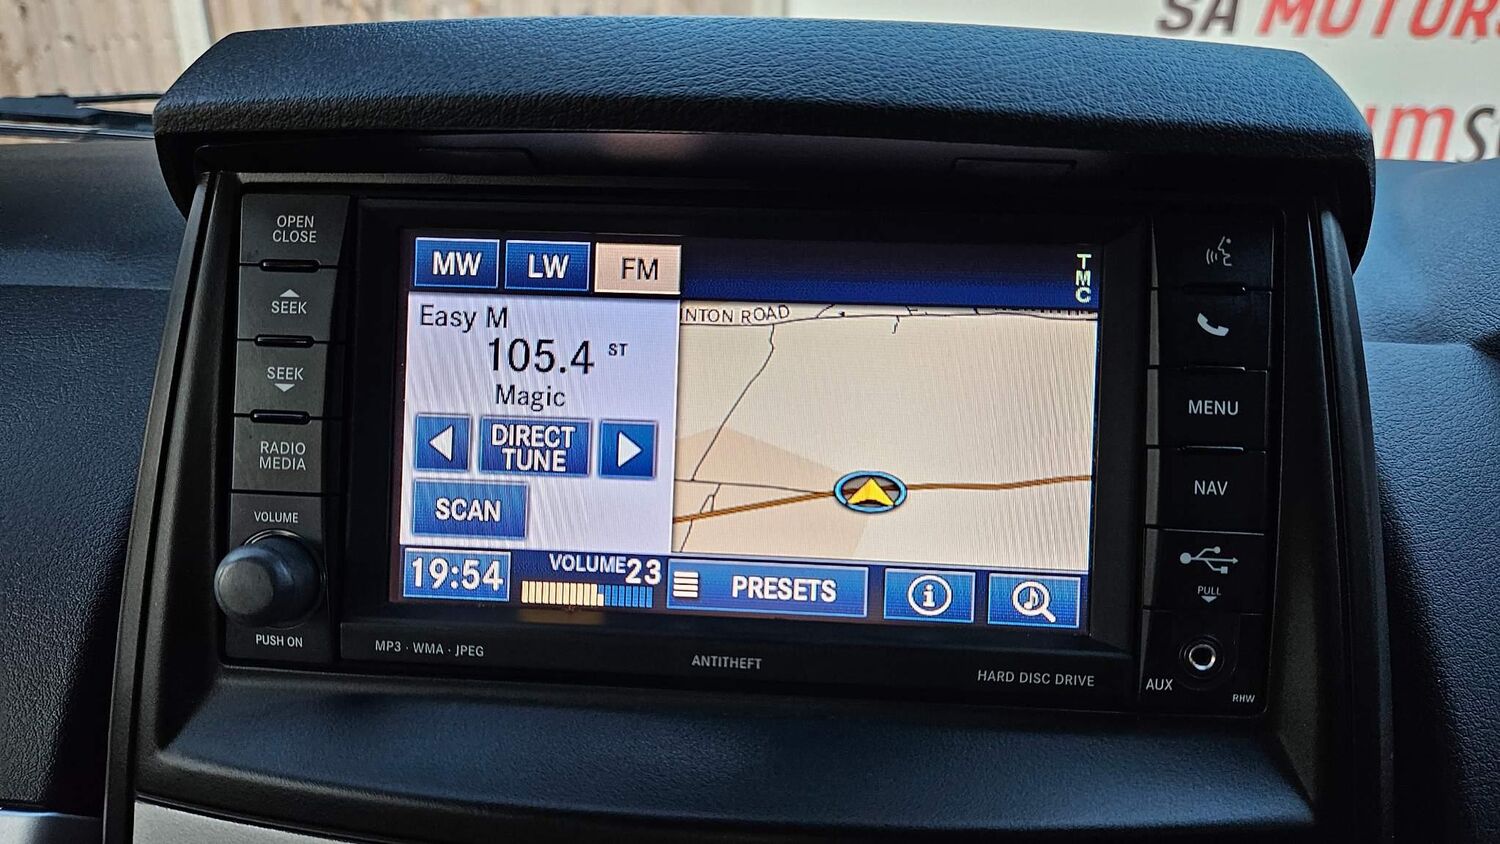 SA MOTORS
OPEN
CLOSE
SEEK
SEEK
RADIO
MEDIA
VOLUME
PUSH ON
MW
LW
FM
TMC
Easy M
105.4 ST
Magic
DIRECT
TUNE
SCAN
INTON ROAD
19:54
VOLUME 23
PRESETS
i
MENU
NAV
PULL
AUX
RHW
MP3 · WMA · JPEG
ANTITHEFT
HARD DISC DRIVE